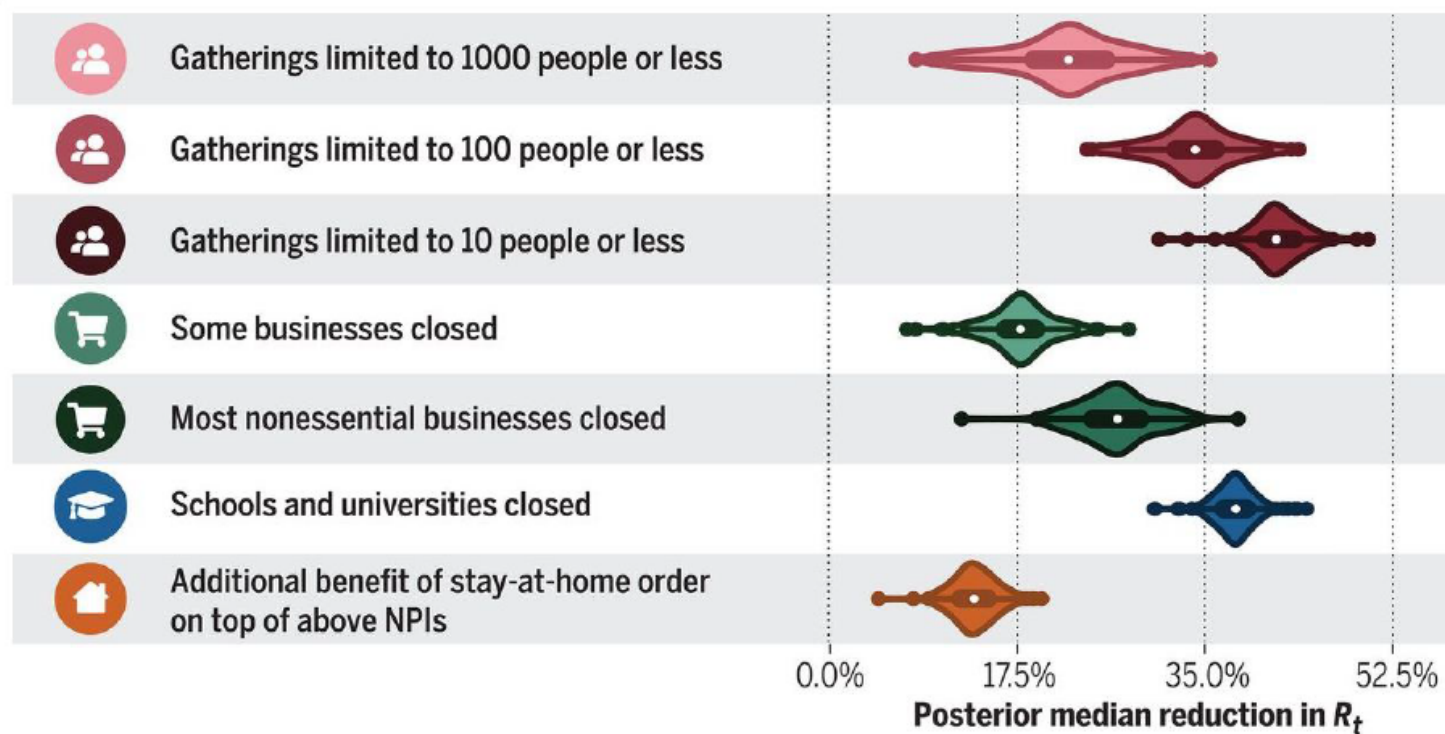 Gatherings limited to 1000 people or less
Gatherings limited to 100 people or less
Gatherings limited to 10 people or less
Some businesses closed
Most nonessential businesses closed
Schools and universities closed
Additional benefit of stay-at-home order
on top of above NPIs
0.0% 17.5% 35.0% 52.5%
Posterior median reduction in Rt